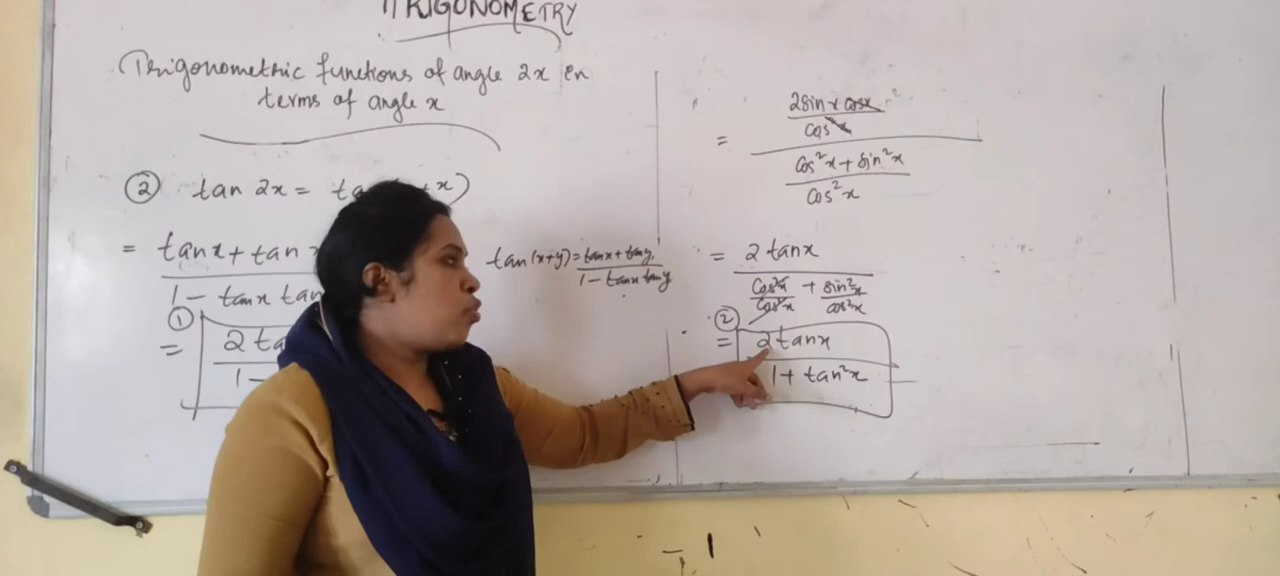 TRIGONOMETRY
Trigonometric functions of angle 2x in
terms of angle x
② tan 2x = x)
= tanx + tan
1 - tanx tan
① = 2 ta
1 -
tan(x+y) = tanx + tany
1 - tanx tany
= 2sinx cosx
cos²x
cos²x + sin²x
cos²x
= 2 tanx
cos²x + sin²x
cos²x cos²x
② = 2 tanx
1 + tan²x